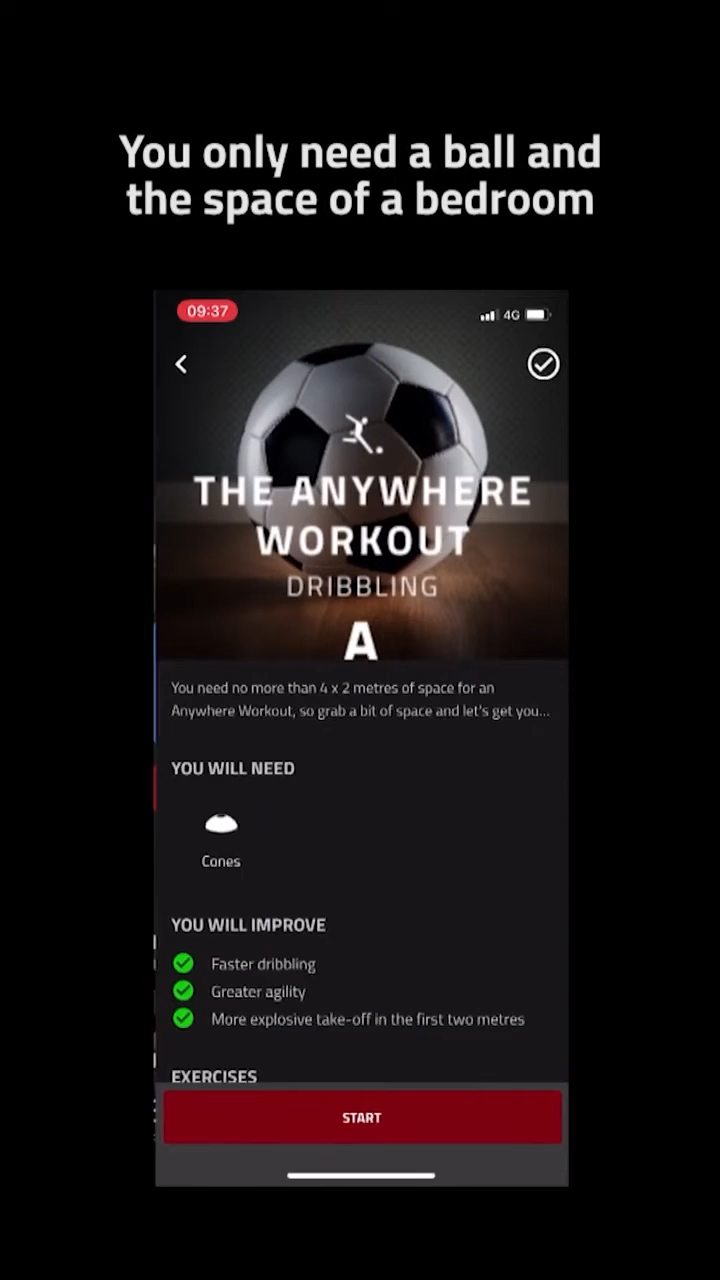 You only need a ball and
the space of a bedroom
09:37
4G
THE ANYWHERE
WORKOUT
DRIBBLING
A
You need no more than 4 x 2 metres of space for an
Anywhere Workout, so grab a bit of space and let's get you...
YOU WILL NEED
Cones
YOU WILL IMPROVE
Faster dribbling
Greater agility
More explosive take-off in the first two metres
EXERCISES
START